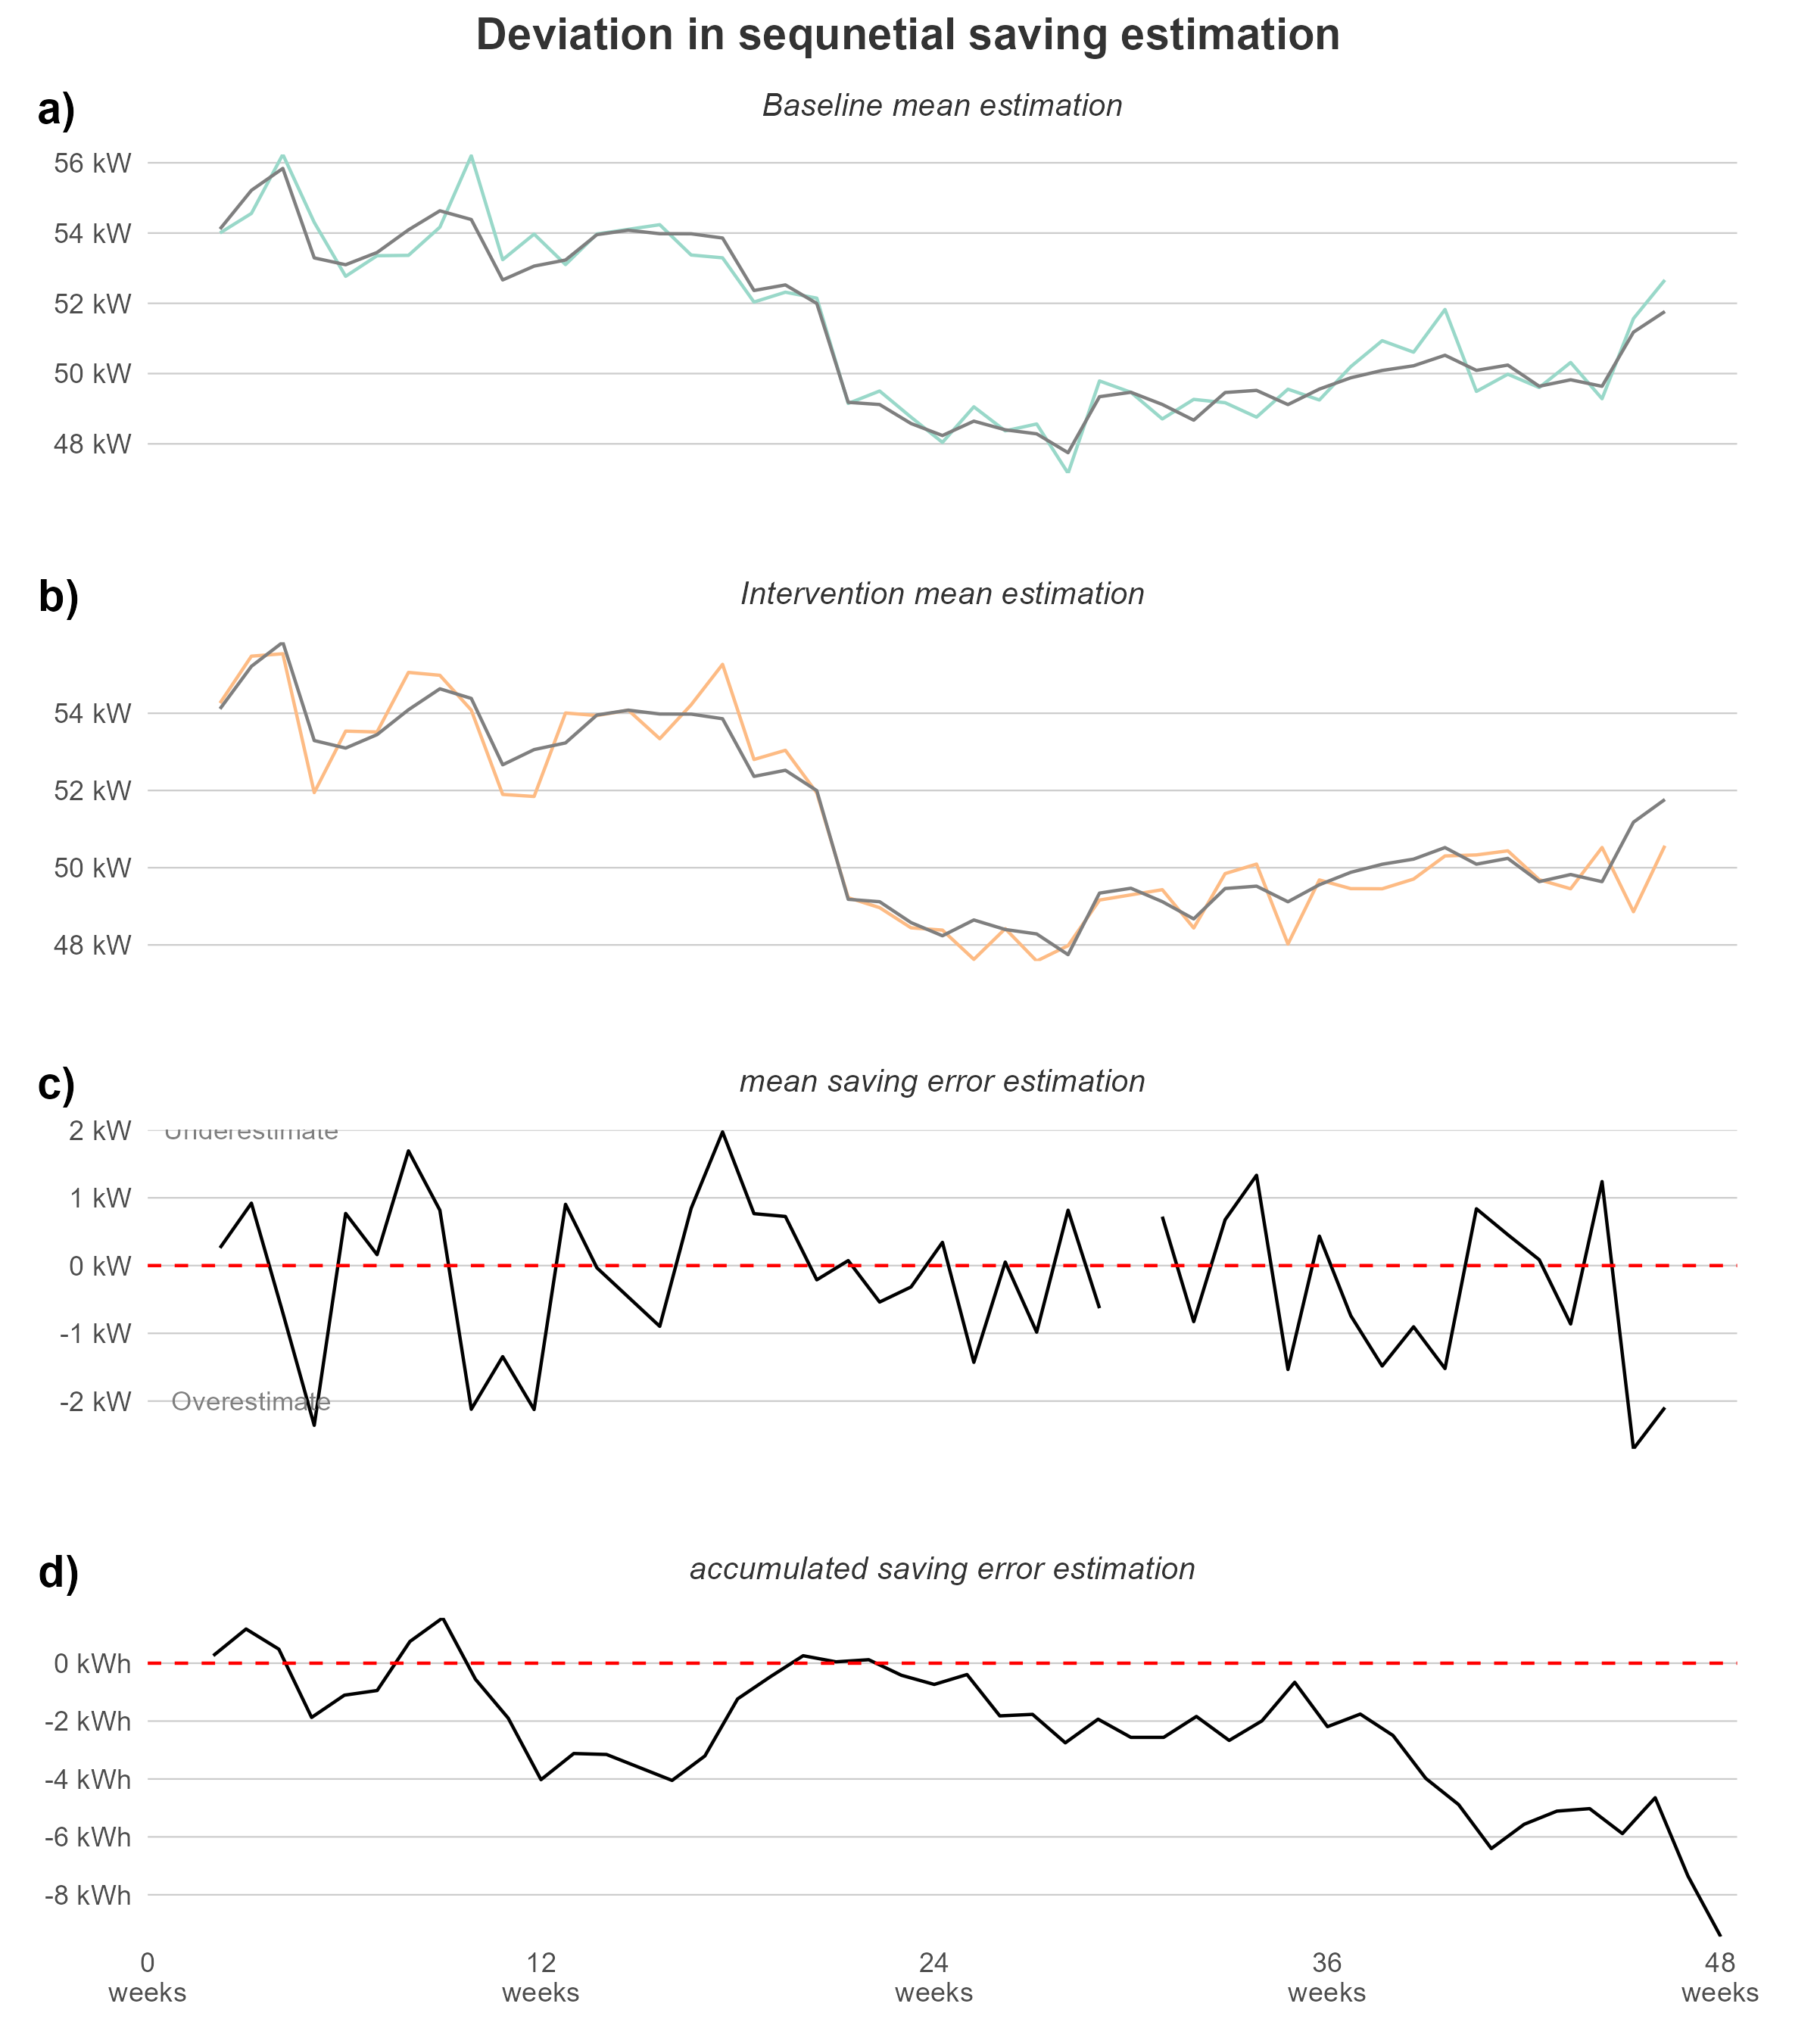 Deviation in sequnetial saving estimation
a)
Baseline mean estimation
56 kW
54 kW
52 kW
50 kW
48 kW
b)
Intervention mean estimation
54 kW
52 kW
50 kW
48 kW
c)
mean saving error estimation
2 kW
Underestimate
1 kW
0 kW
-1 kW
-2 kW
Overestimate
d)
accumulated saving error estimation
0 kWh
-2 kWh
-4 kWh
-6 kWh
-8 kWh
0 12 24 36 48
weeks weeks weeks weeks weeks